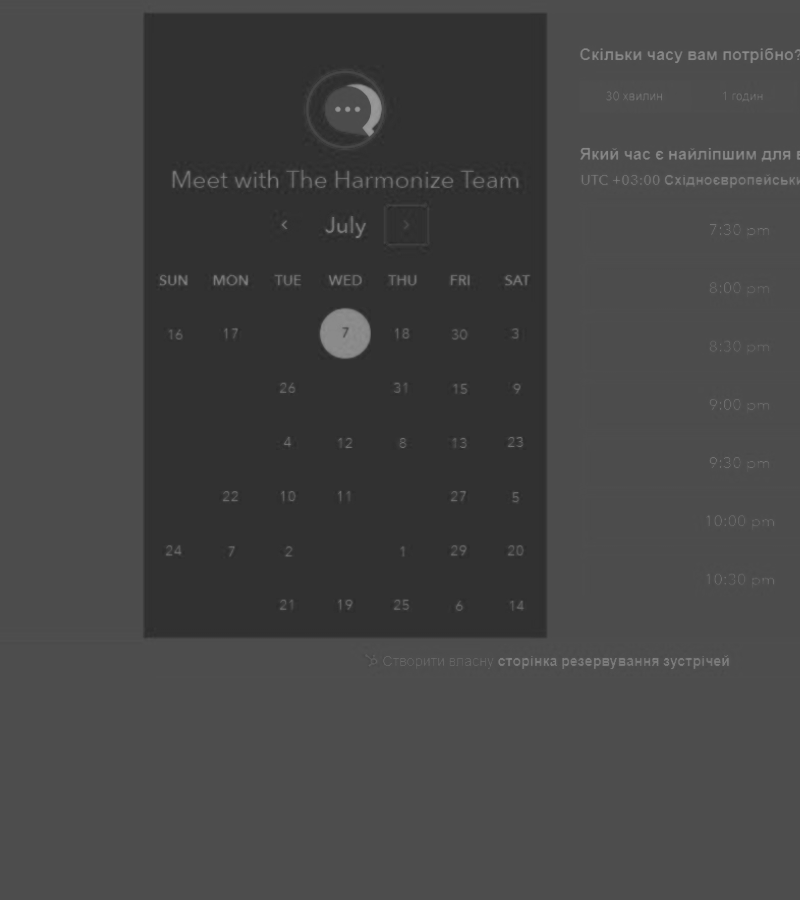 Meet with The Harmonize Team
July
SUN MON TUE WED THU FRI SAT
16 17 7 18 30 3
26 31 15 9
4 12 8 13 23
22 10 11 27 5
24 7 2 1 29 20
21 19 25 6 14
Скільки часу вам потрібно?
30 хвилин 1 годин
Який час є найліпшим для в
UTC +03:00 Східноєвропейськи
7:30 pm
8:00 pm
8:30 pm
9:00 pm
9:30 pm
10:00 pm
10:30 pm
Створити власну сторінка резервування зустрічей